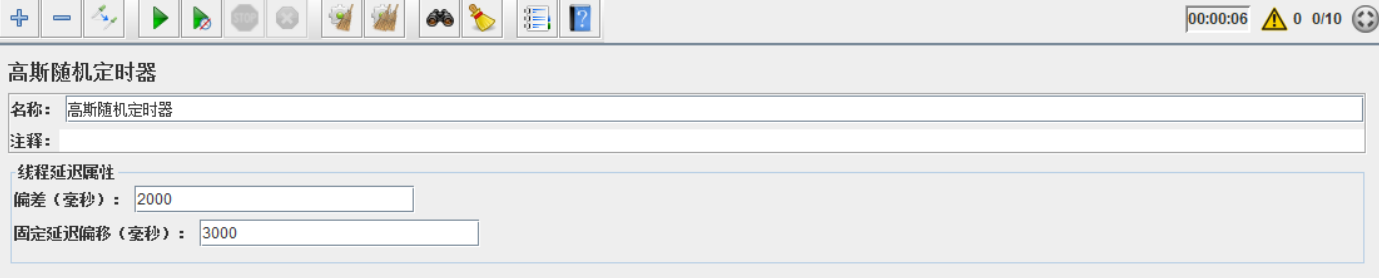 STOP
00:00:06 0 0/10
高斯随机定时器
名称： 高斯随机定时器
注释：
线程延迟属性
偏差（毫秒）： 2000
固定延迟偏移（毫秒）： 3000